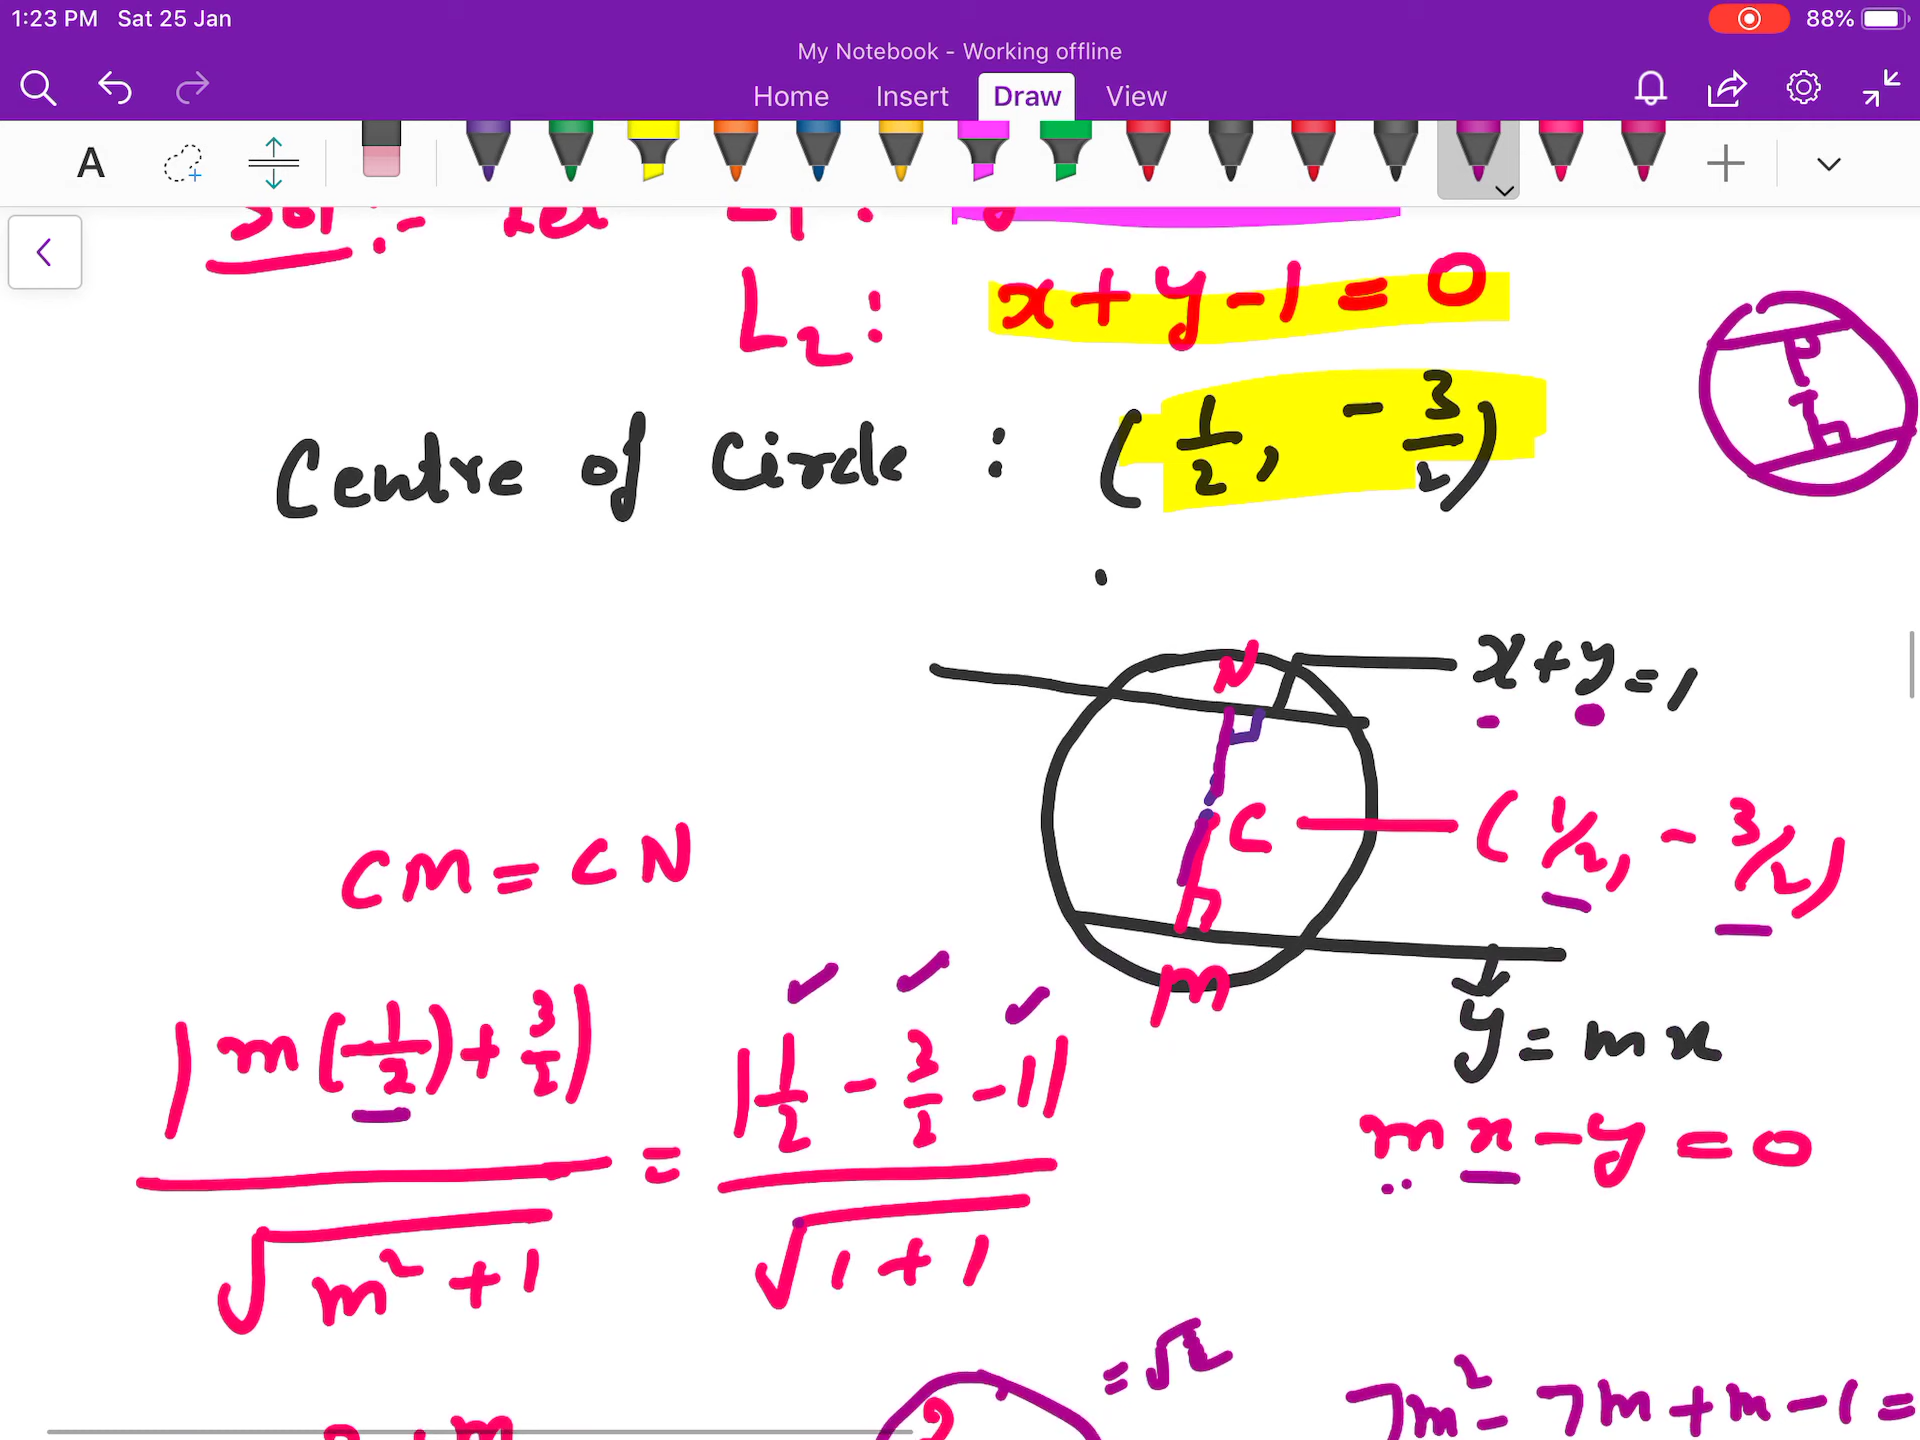 1:23 PM Sat 25 Jan
88%
My Notebook - Working offline
Home Insert Draw View
A
Sol :- Let
L₂ : x+y-1=0
Centre of Circle : (1/2, -3/2)
N
x+y=1
C (1/2, -3/2)
CM = CN
M
y = mx
|m(-1/2)+3/2)
|1/2 - 3/2 -1|
=
√m²+1
√1+1
mx-y=0
=√2
7m²-7m+m-1=